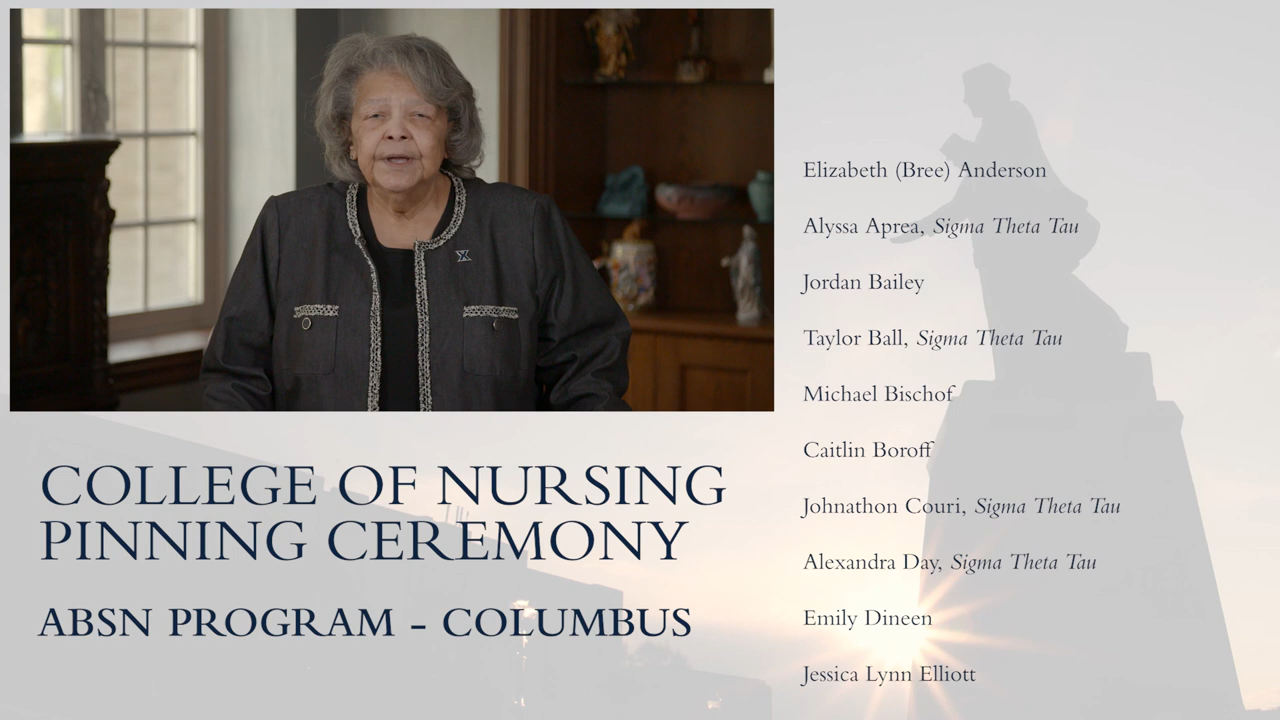 COLLEGE OF NURSING
PINNING CEREMONY
ABSN PROGRAM - COLUMBUS
Elizabeth (Bree) Anderson
Alyssa Aprea, Sigma Theta Tau
Jordan Bailey
Taylor Ball, Sigma Theta Tau
Michael Bischof
Caitlin Boroff
Johnathon Couri, Sigma Theta Tau
Alexandra Day, Sigma Theta Tau
Emily Dineen
Jessica Lynn Elliott